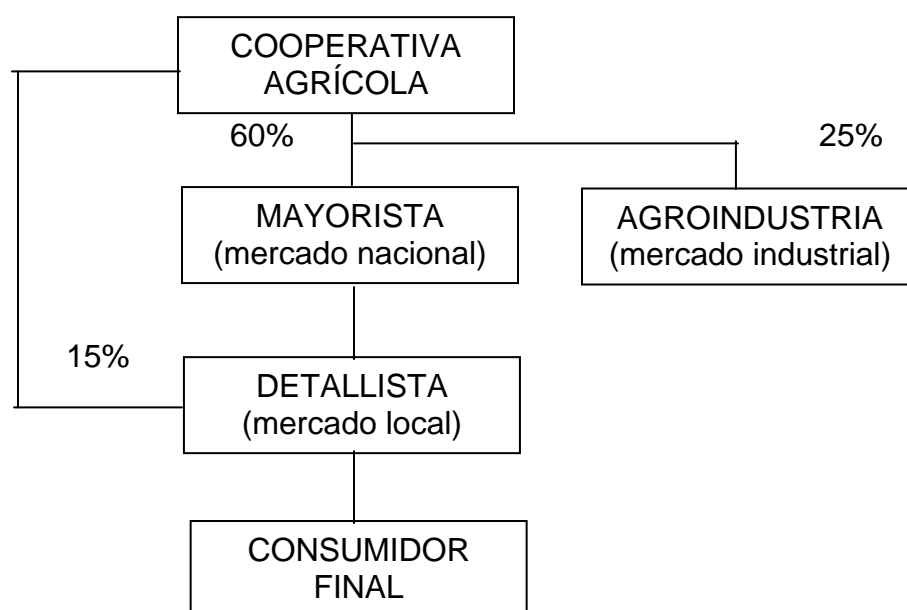 COOPERATIVA
AGRÍCOLA
60%
25%
MAYORISTA
(mercado nacional)
AGROINDUSTRIA
(mercado industrial)
15%
DETALLISTA
(mercado local)
CONSUMIDOR
FINAL